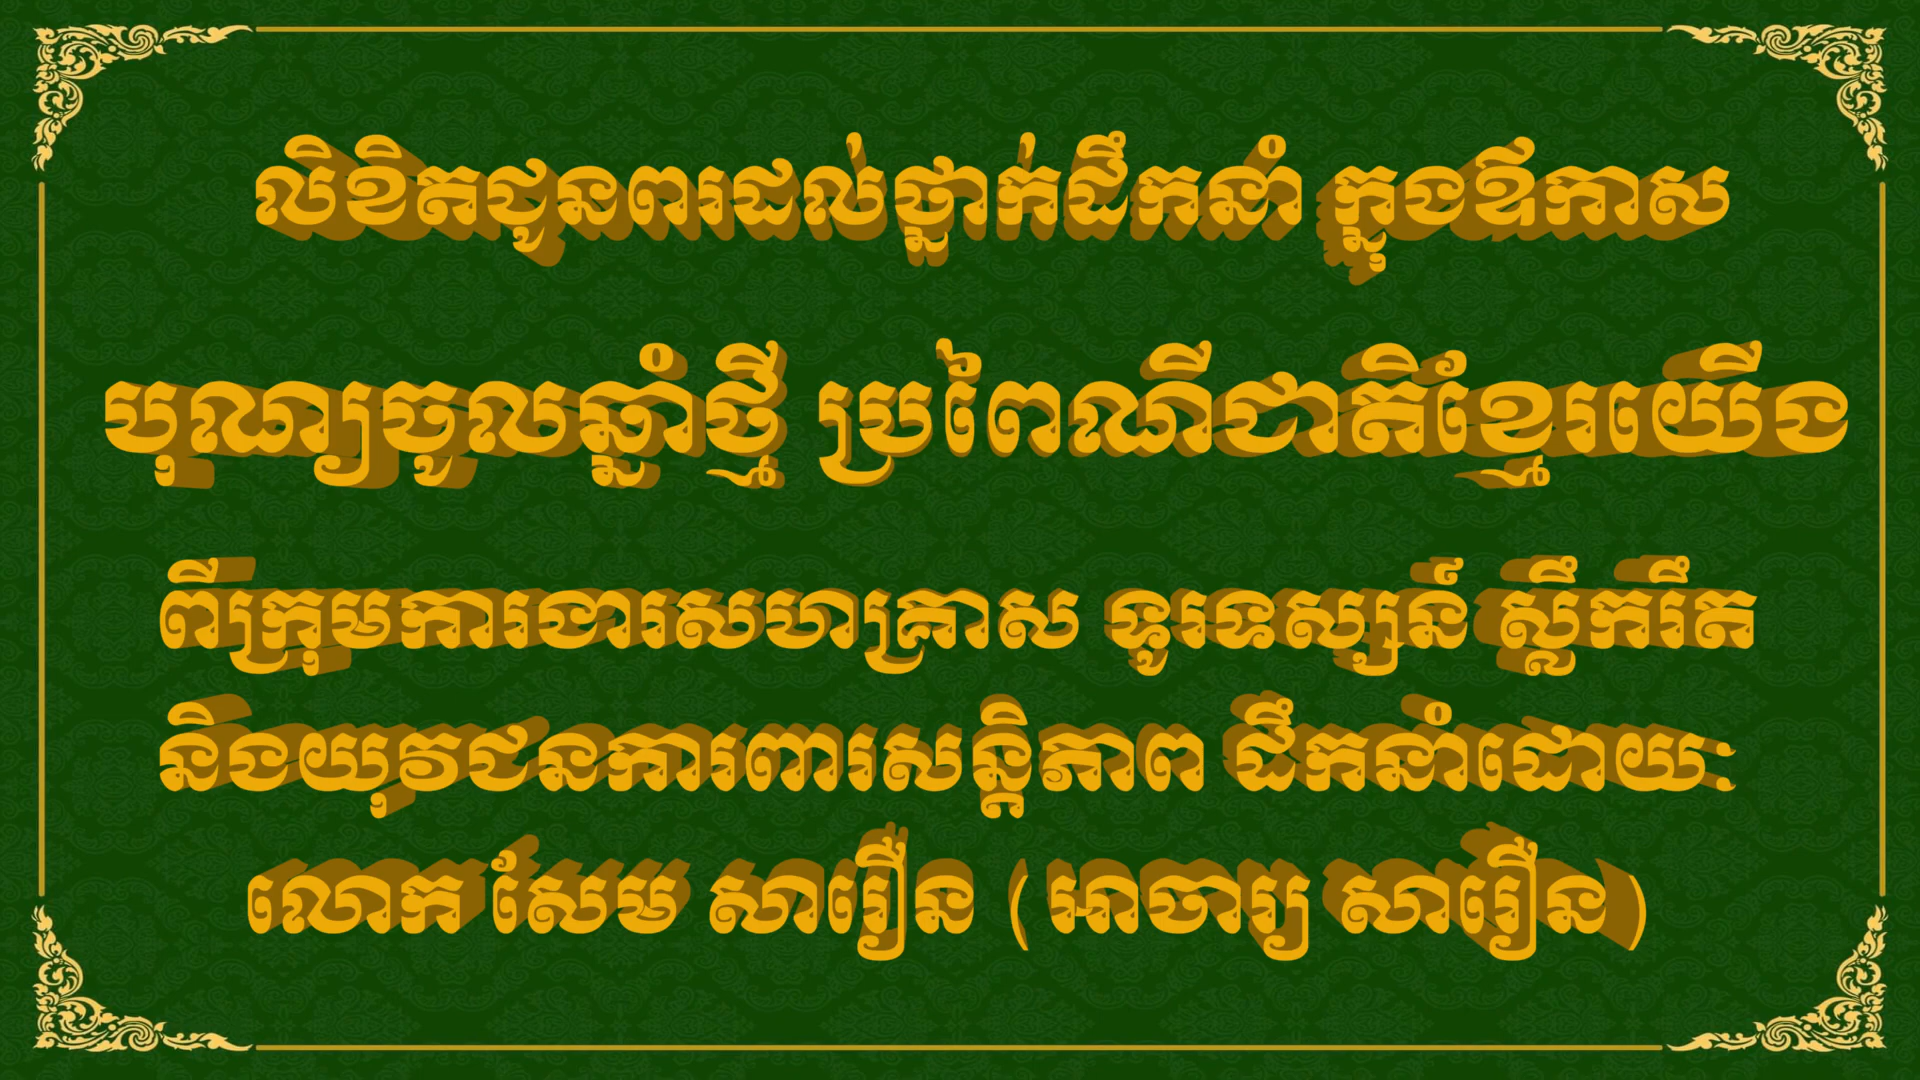 លិខិតជូនពរដល់ថ្នាក់ដឹកនាំ ក្នុងឪកាស
បុណ្យចូលឆ្នាំថ្មី ប្រពៃណីជាតិខ្មែរយើង
ពីក្រុមការងារសហគ្រាស ទូរទស្សន៍ ស្ពឺករឹត
និងយុវជនការពារសន្តិភាព ដឹកនាំដោយៈ
លោក សែម សារឿន ( អាចារ្យ សារឿន )